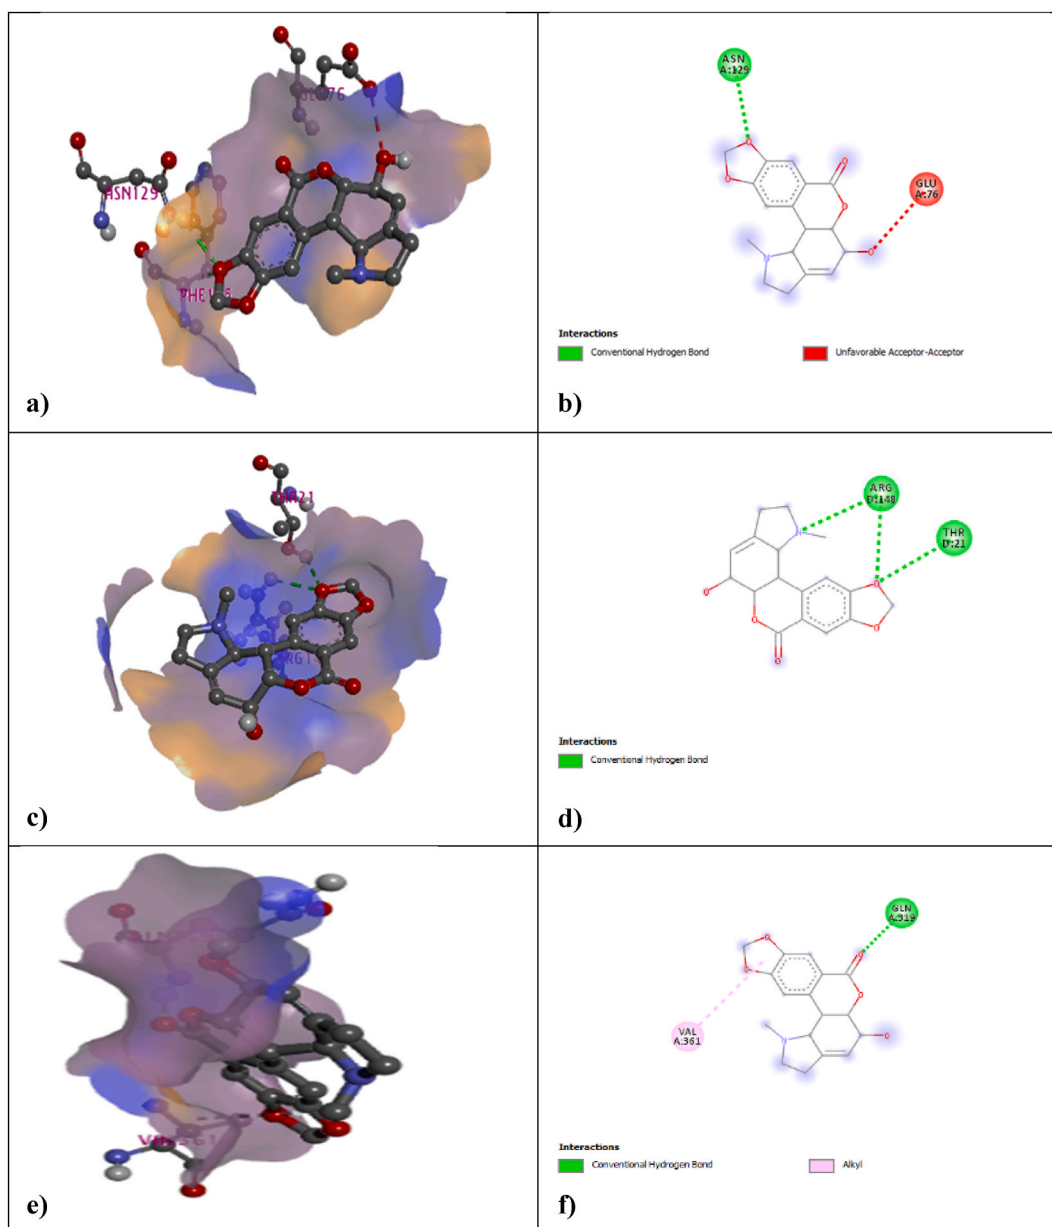 ASN129
a)
ASN
A:129
O
O
O
O
N
O
GLU
A:76
Interactions
Conventional Hydrogen Bond
Unfavorable Acceptor-Acceptor
b)
c)
ARG
D:148
THR
D:21
N
O
O
O
O
O
Interactions
Conventional Hydrogen Bond
d)
e)
GLN
A:319
O
O
O
O
VAL
A:361
N
O
Interactions
Conventional Hydrogen Bond
Alkyl
f)